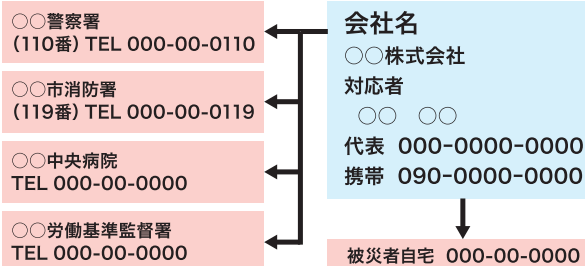 ○○警察署
（110番）TEL 000-00-0110
○○市消防署
（119番）TEL 000-00-0119
○○中央病院
TEL 000-00-0000
○○労働基準監督署
TEL 000-00-0000
会社名
○○株式会社
対応者
○○　○○
代表　000-0000-0000
携帯　090-0000-0000
被災者自宅　000-00-0000